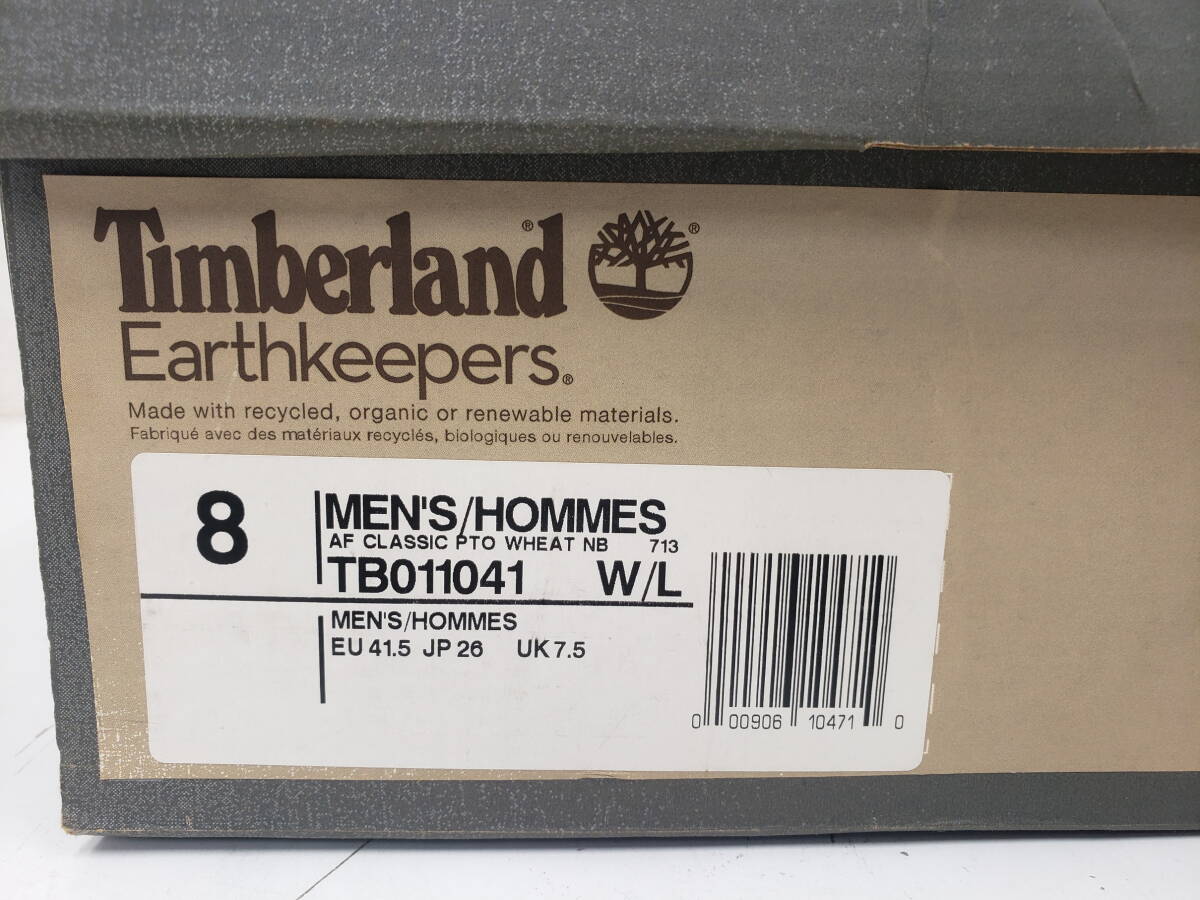 Timberland®
®
Earthkeepers®
Made with recycled, organic or renewable materials.
Fabriqué avec des matériaux recyclés, biologiques ou renouvelables.
8
MEN'S/HOMMES
AF CLASSIC PTO WHEAT NB 713
TB011041 W/L
MEN'S/HOMMES
EU 41.5 JP 26 UK 7.5
0 00906 10471 0